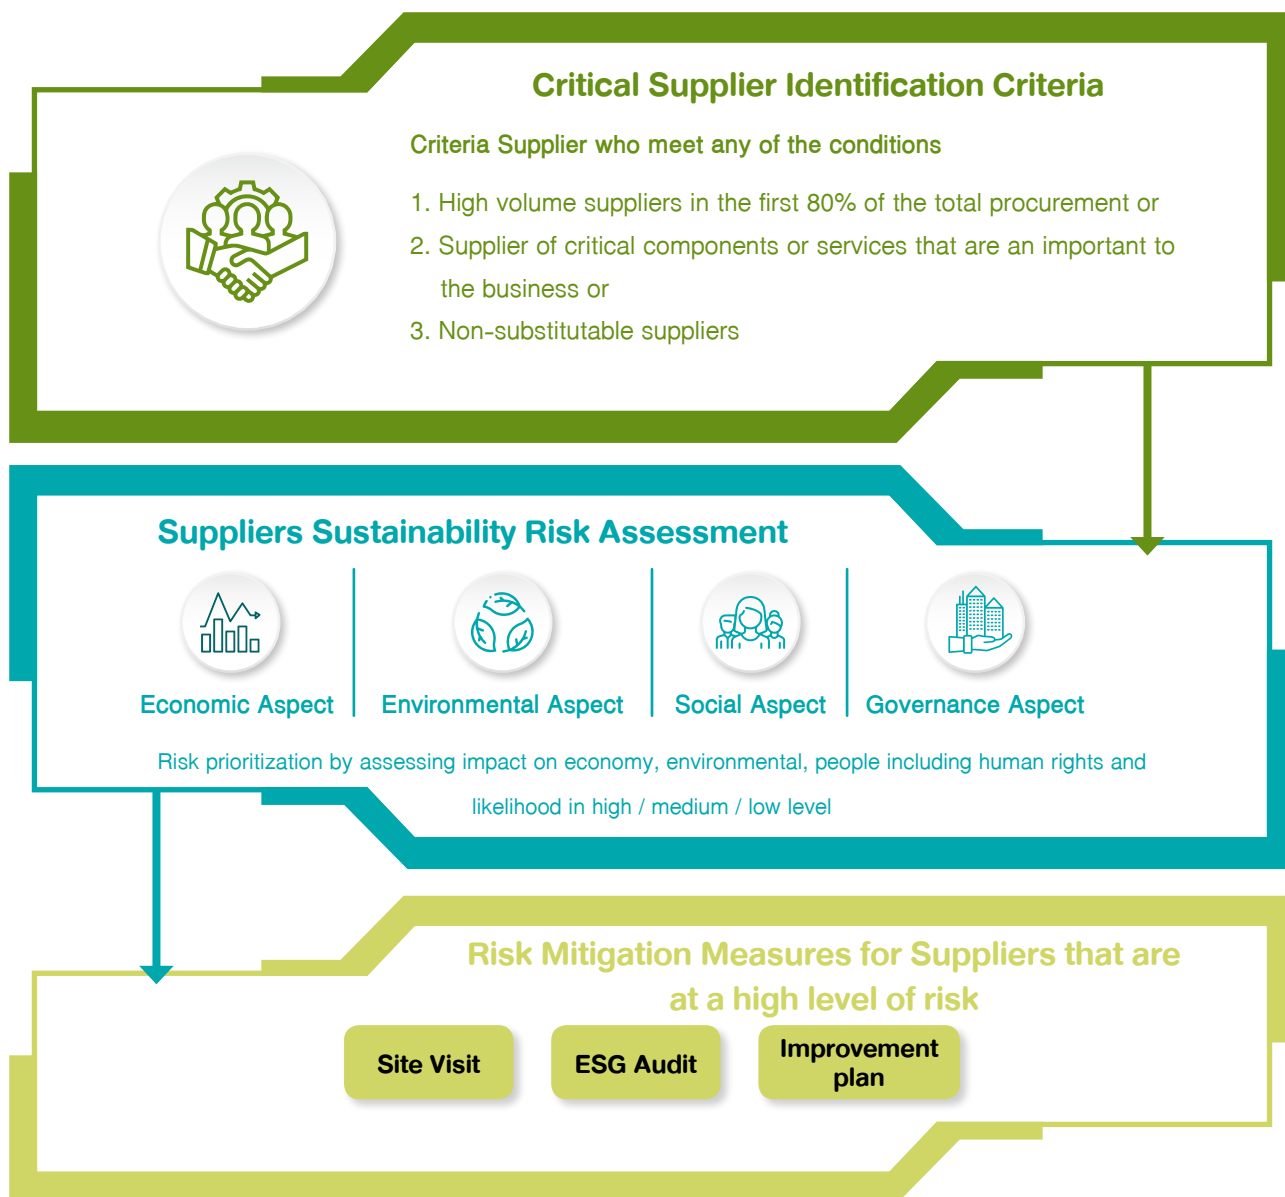 Critical Supplier Identification Criteria
Criteria Supplier who meet any of the conditions
1. High volume suppliers in the first 80% of the total procurement or
2. Supplier of critical components or services that are an important to
the business or
3. Non-substitutable suppliers
Suppliers Sustainability Risk Assessment
Economic Aspect
Environmental Aspect
Social Aspect
Governance Aspect
Risk prioritization by assessing impact on economy, environmental, people including human rights and
likelihood in high / medium / low level
Risk Mitigation Measures for Suppliers that are
at a high level of risk
Site Visit
ESG Audit
Improvement
plan